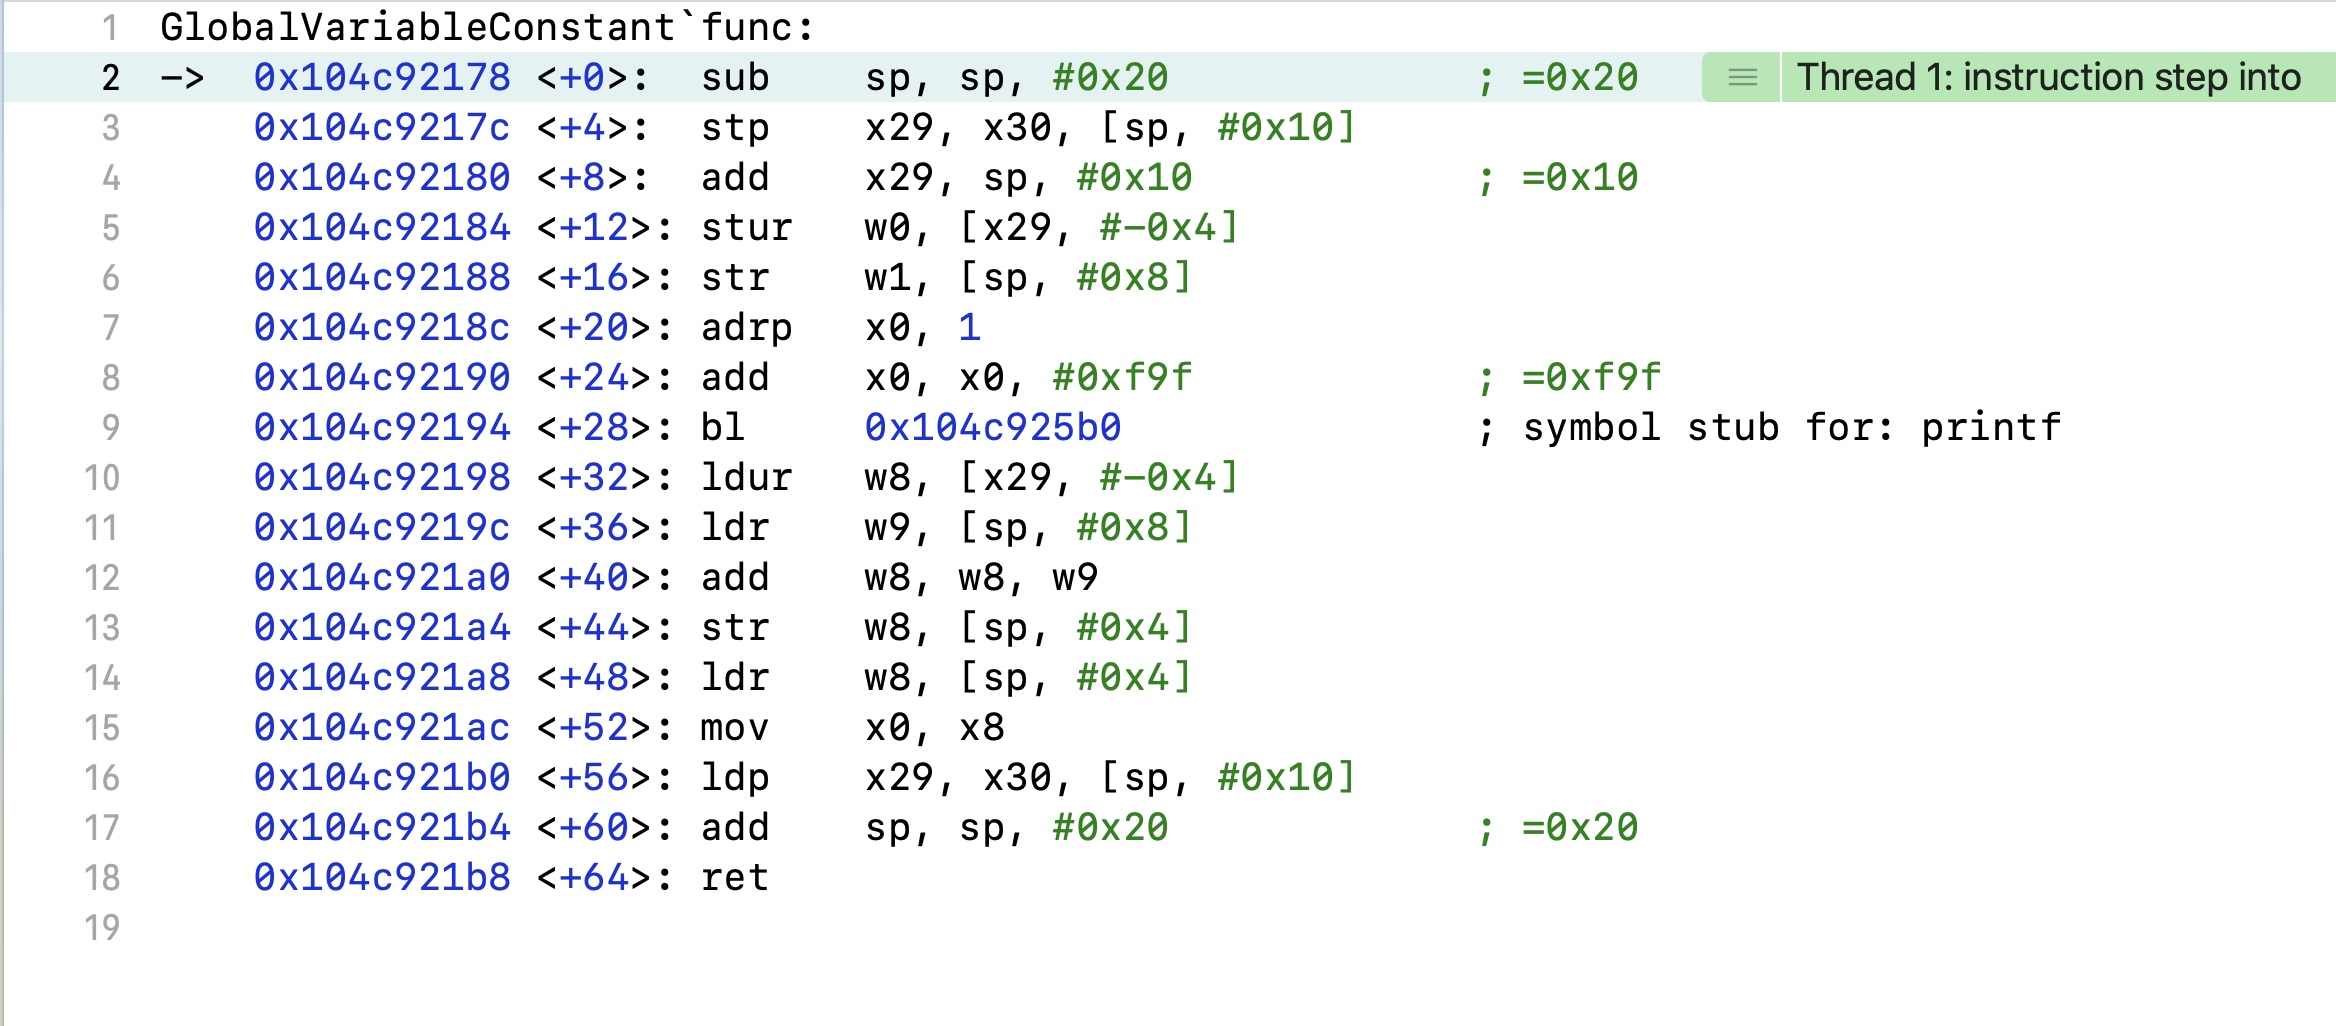 1 GlobalVariableConstant`func:
2 -> 0x104c92178 <+0>: sub sp, sp, #0x20 ; =0x20 Thread 1: instruction step into
3 0x104c9217c <+4>: stp x29, x30, [sp, #0x10]
4 0x104c92180 <+8>: add x29, sp, #0x10 ; =0x10
5 0x104c92184 <+12>: stur w0, [x29, #-0x4]
6 0x104c92188 <+16>: str w1, [sp, #0x8]
7 0x104c9218c <+20>: adrp x0, 1
8 0x104c92190 <+24>: add x0, x0, #0xf9f ; =0xf9f
9 0x104c92194 <+28>: bl 0x104c925b0 ; symbol stub for: printf
10 0x104c92198 <+32>: ldur w8, [x29, #-0x4]
11 0x104c9219c <+36>: ldr w9, [sp, #0x8]
12 0x104c921a0 <+40>: add w8, w8, w9
13 0x104c921a4 <+44>: str w8, [sp, #0x4]
14 0x104c921a8 <+48>: ldr w8, [sp, #0x4]
15 0x104c921ac <+52>: mov x0, x8
16 0x104c921b0 <+56>: ldp x29, x30, [sp, #0x10]
17 0x104c921b4 <+60>: add sp, sp, #0x20 ; =0x20
18 0x104c921b8 <+64>: ret
19